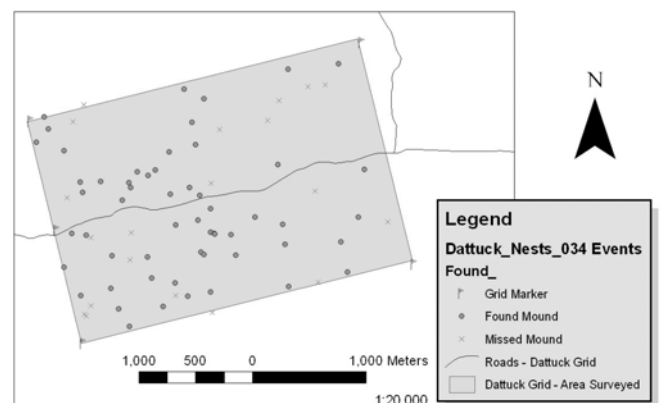 N
Legend
Dattuck_Nests_034 Events
Found_
Grid Marker
Found Mound
Missed Mound
Roads - Dattuck Grid
Dattuck Grid - Area Surveyed
1,000 500 0 1,000 Meters
1:20,000